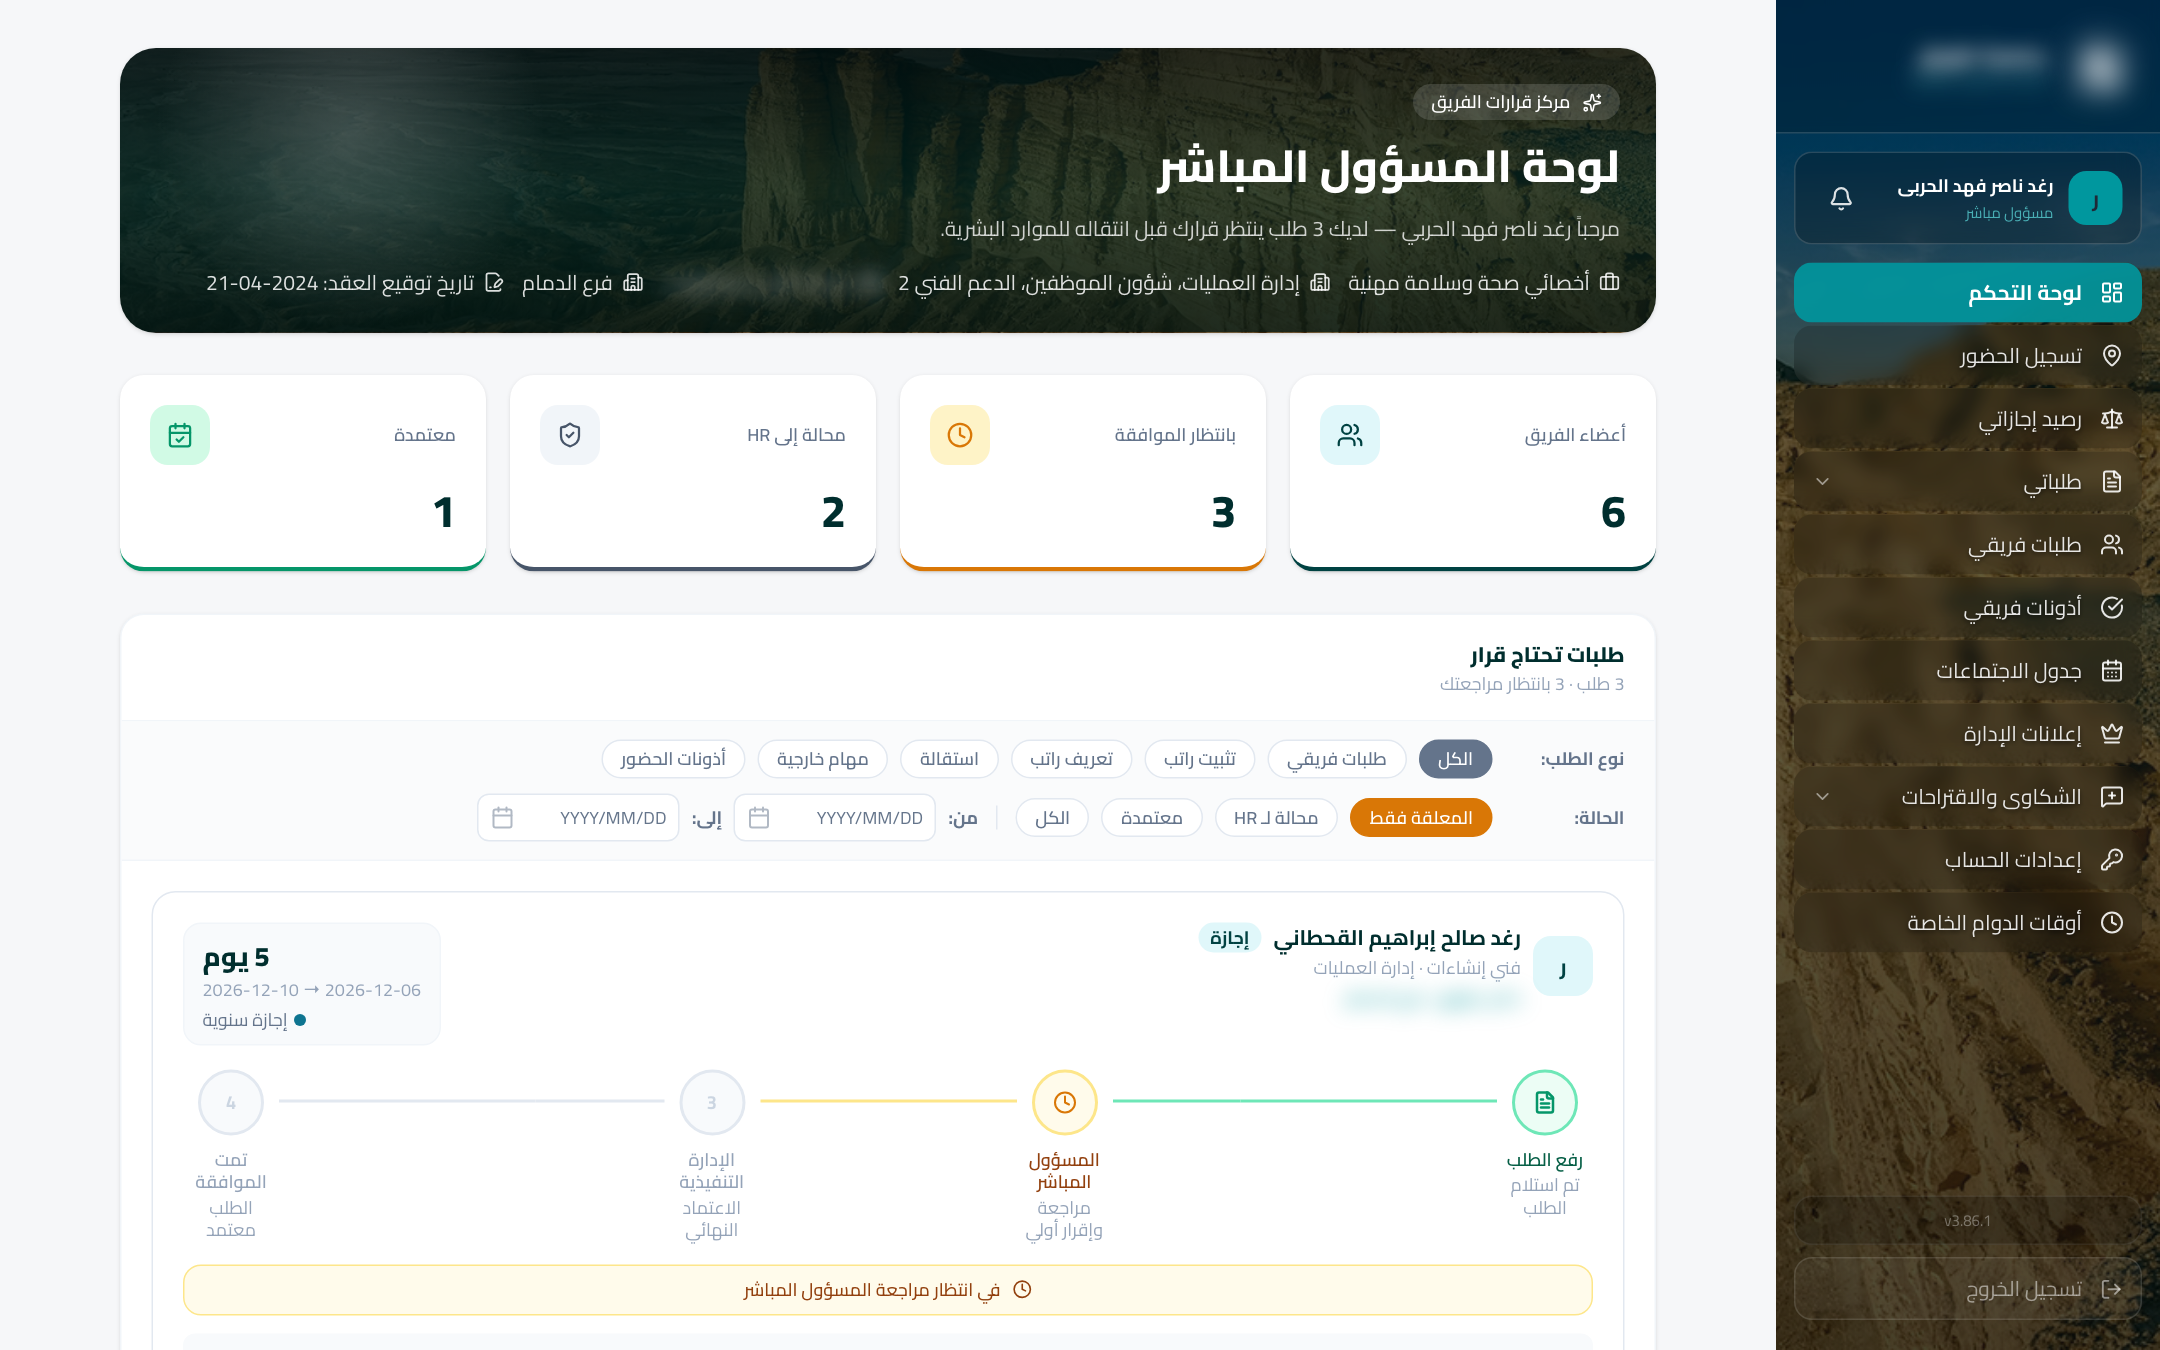 رغد ناصر فهد الحربي
مسؤول مباشر
ر
لوحة التحكم
تسجيل الحضور
رصيد إجازاتي
طلباتي
طلبات فريقي
أذونات فريقي
جدول الاجتماعات
إعلانات الإدارة
الشكاوى والاقتراحات
إعدادات الحساب
أوقات الدوام الخاصة
v3.86.1
تسجيل الخروج
مركز قرارات الفريق
لوحة المسؤول المباشر
مرحباً رغد ناصر فهد الحربي — لديك 3 طلب ينتظر قرارك قبل انتقاله للموارد البشرية.
أخصائي صحة وسلامة مهنية إدارة العمليات، شؤون الموظفين، الدعم الفني 2 فرع الدمام تاريخ توقيع العقد: 2024-04-21
أعضاء الفريق
6
بانتظار الموافقة
3
محالة إلى HR
2
معتمدة
1
طلبات تحتاج قرار
3 طلب · 3 بانتظار مراجعتك
نوع الطلب: الكل طلبات فريقي تثبيت راتب تعريف راتب استقالة مهام خارجية أذونات الحضور
الحالة: المعلقة فقط محالة لـ HR معتمدة الكل من: YYYY/MM/DD إلى: YYYY/MM/DD
ر
رغد صالح إبراهيم القحطاني إجازة
فني إنشاءات · إدارة العمليات
5 يوم
2026-12-06 → 2026-12-10
إجازة سنوية
رفع الطلب
تم استلام
الطلب
المسؤول
المباشر
مراجعة
وإقرار أولي
3
الإدارة
التنفيذية
الاعتماد
النهائي
4
تمت
الموافقة
الطلب
معتمد
في انتظار مراجعة المسؤول المباشر